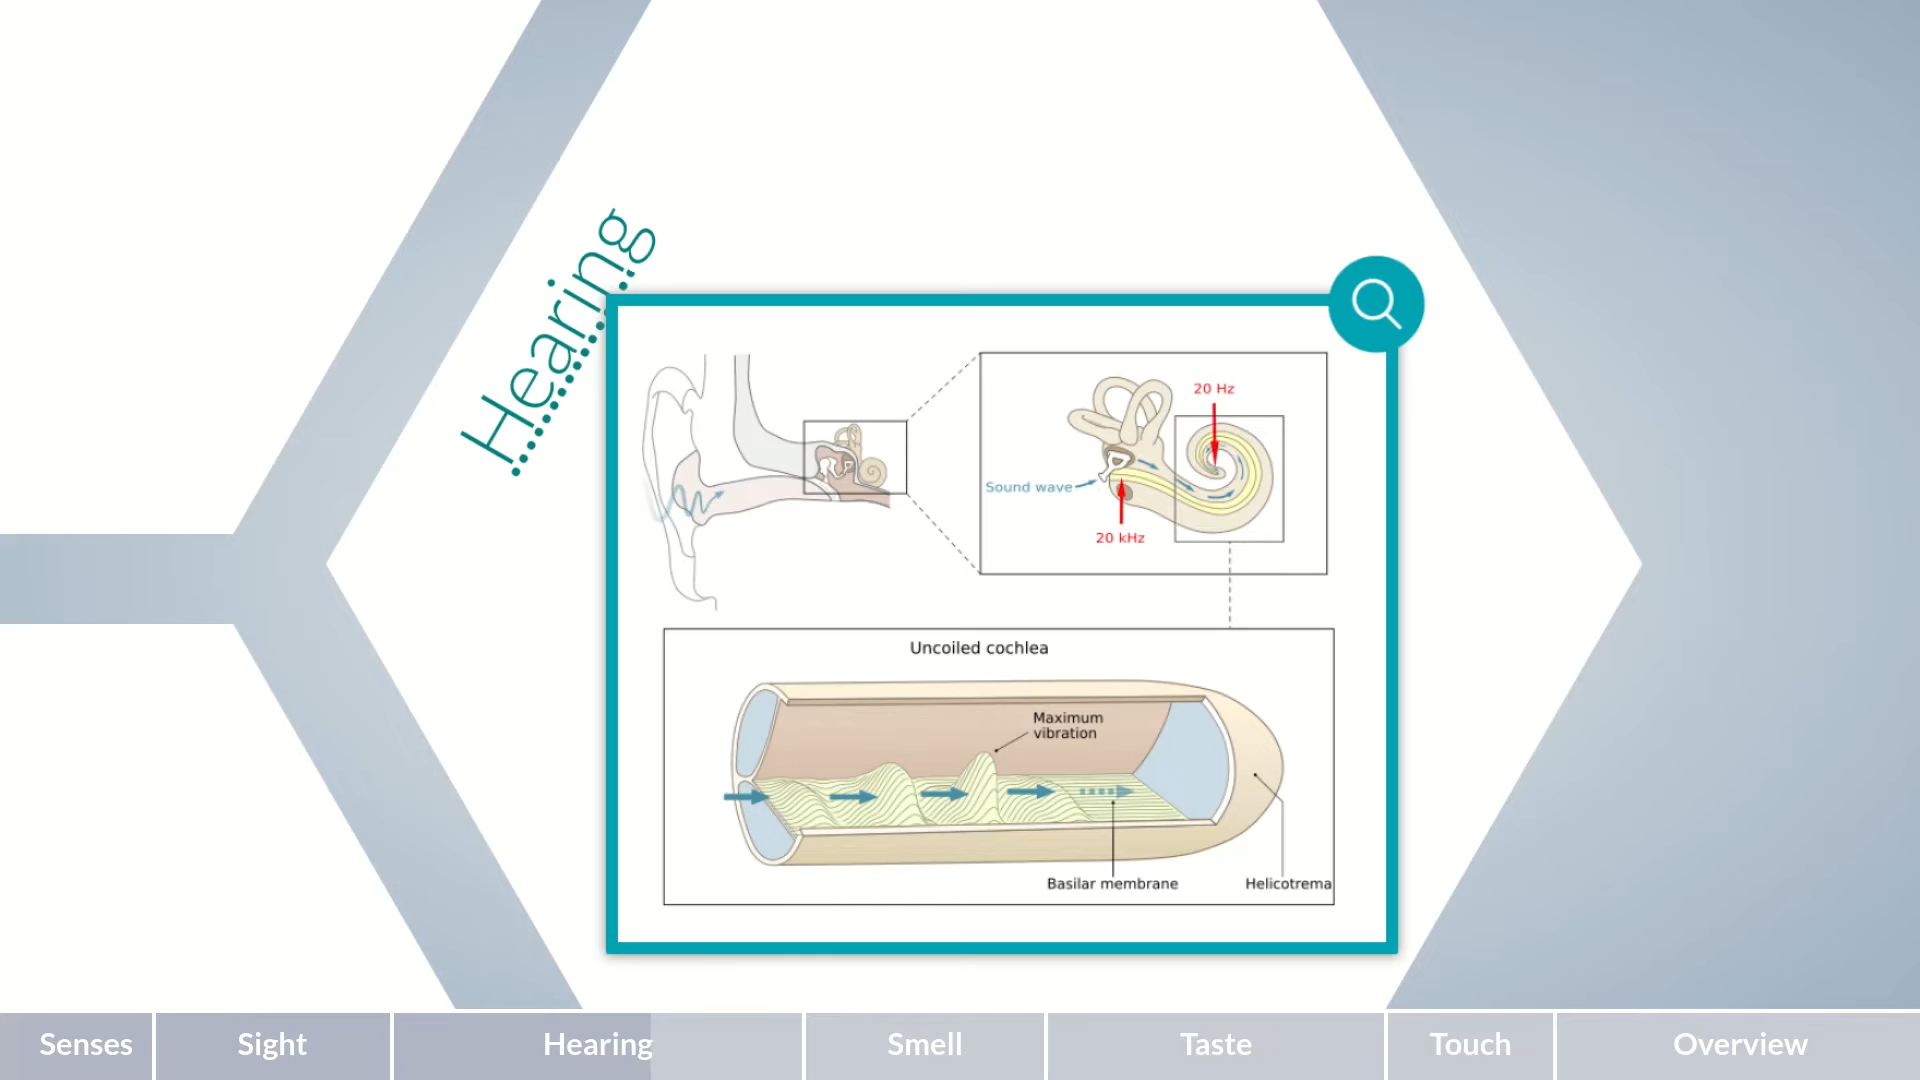 Hearing
20 Hz
Sound wave
20 kHz
Uncoiled cochlea
Maximum
vibration
Basilar membrane
Helicotrema
Senses
Sight
Hearing
Smell
Taste
Touch
Overview